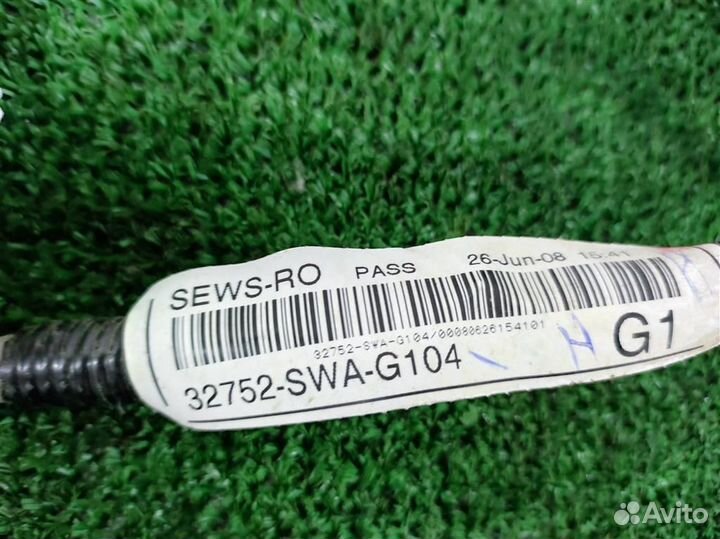 SEWS-RO PASS 26-Jun-08 15:41
32752-SWA-G104/00080626154101
32752-SWA-G104
G1
Avito